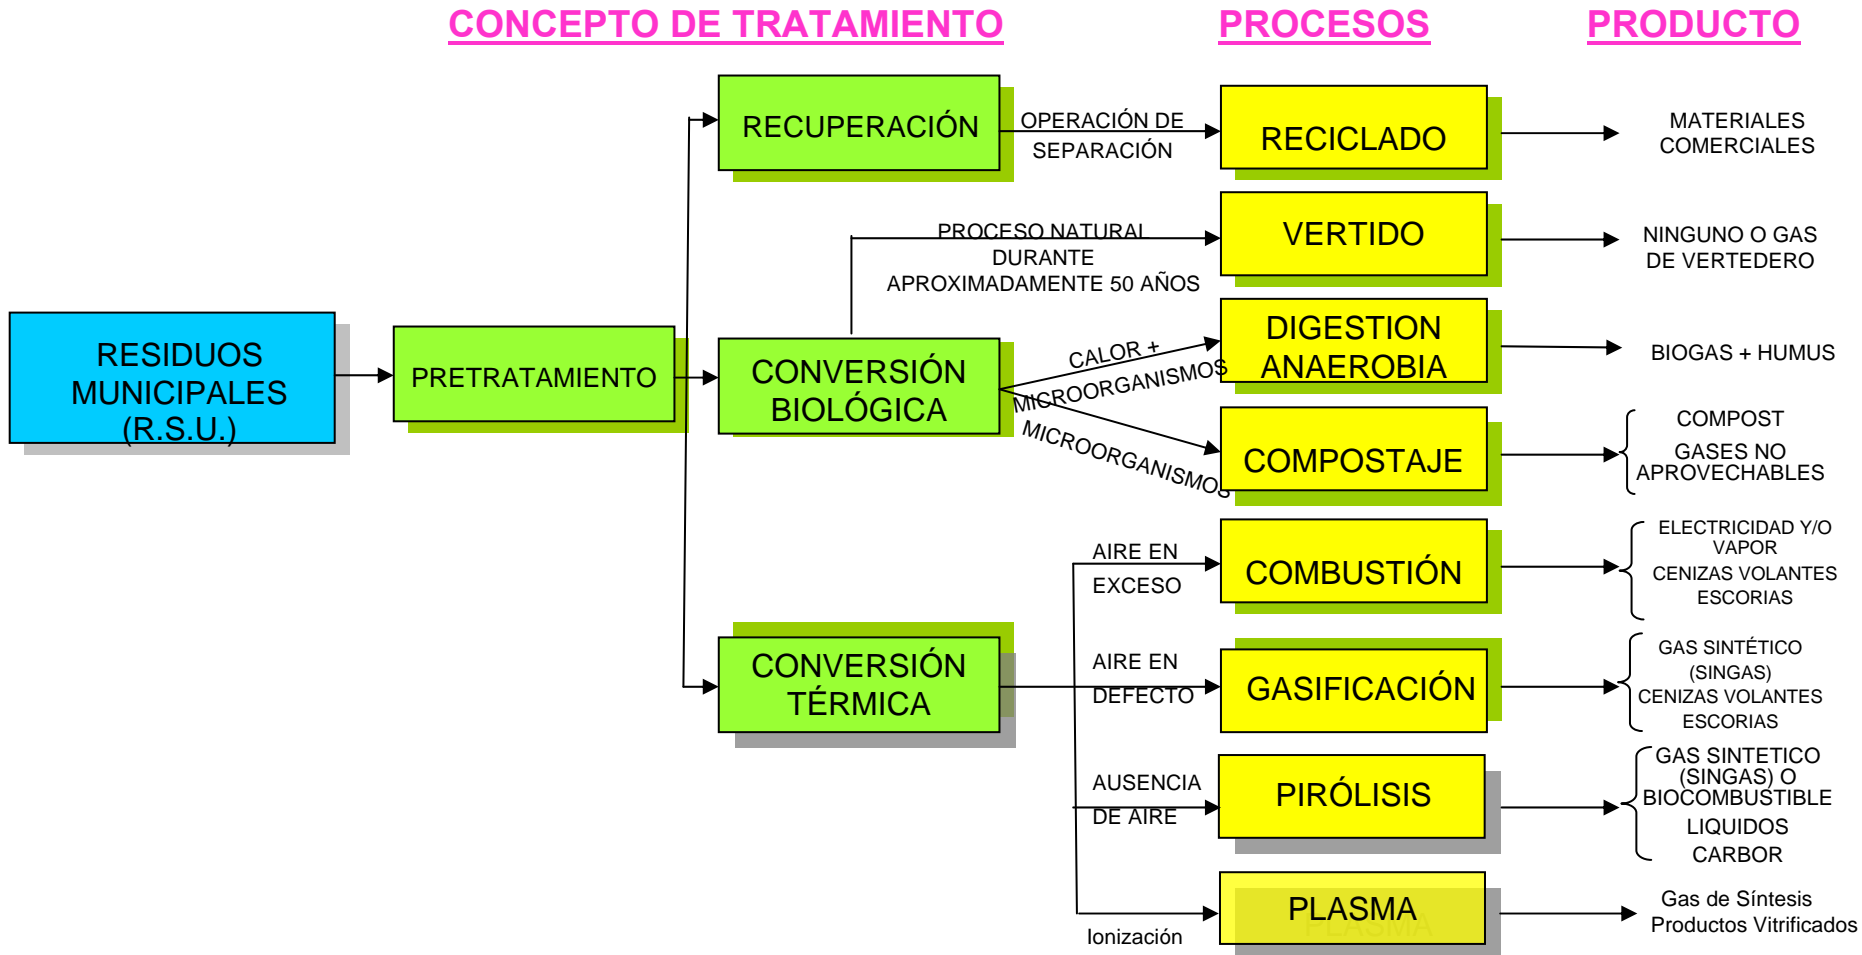 CONCEPTO DE TRATAMIENTO
PROCESOS
PRODUCTO
RESIDUOS
MUNICIPALES
(R.S.U.)
PRETRATAMIENTO
RECUPERACIÓN
OPERACIÓN DE
SEPARACIÓN
RECICLADO
MATERIALES
COMERCIALES
PROCESO NATURAL
DURANTE
APROXIMADAMENTE 50 AÑOS
VERTIDO
NINGUNO O GAS
DE VERTEDERO
CONVERSIÓN
BIOLÓGICA
CALOR +
MICROORGANISMOS
DIGESTION
ANAEROBIA
BIOGAS + HUMUS
MICROORGANISMOS
COMPOSTAJE
COMPOST
GASES NO
APROVECHABLES
CONVERSIÓN
TÉRMICA
AIRE EN
EXCESO
COMBUSTIÓN
ELECTRICIDAD Y/O
VAPOR
CENIZAS VOLANTES
ESCORIAS
AIRE EN
DEFECTO
GASIFICACIÓN
GAS SINTÉTICO
(SINGAS)
CENIZAS VOLANTES
ESCORIAS
AUSENCIA
DE AIRE
PIRÓLISIS
GAS SINTETICO
(SINGAS) O
BIOCOMBUSTIBLE
LIQUIDOS
CARBOR
Ionización
PLASMA
PLASMA
Gas de Síntesis
Productos Vitrificados